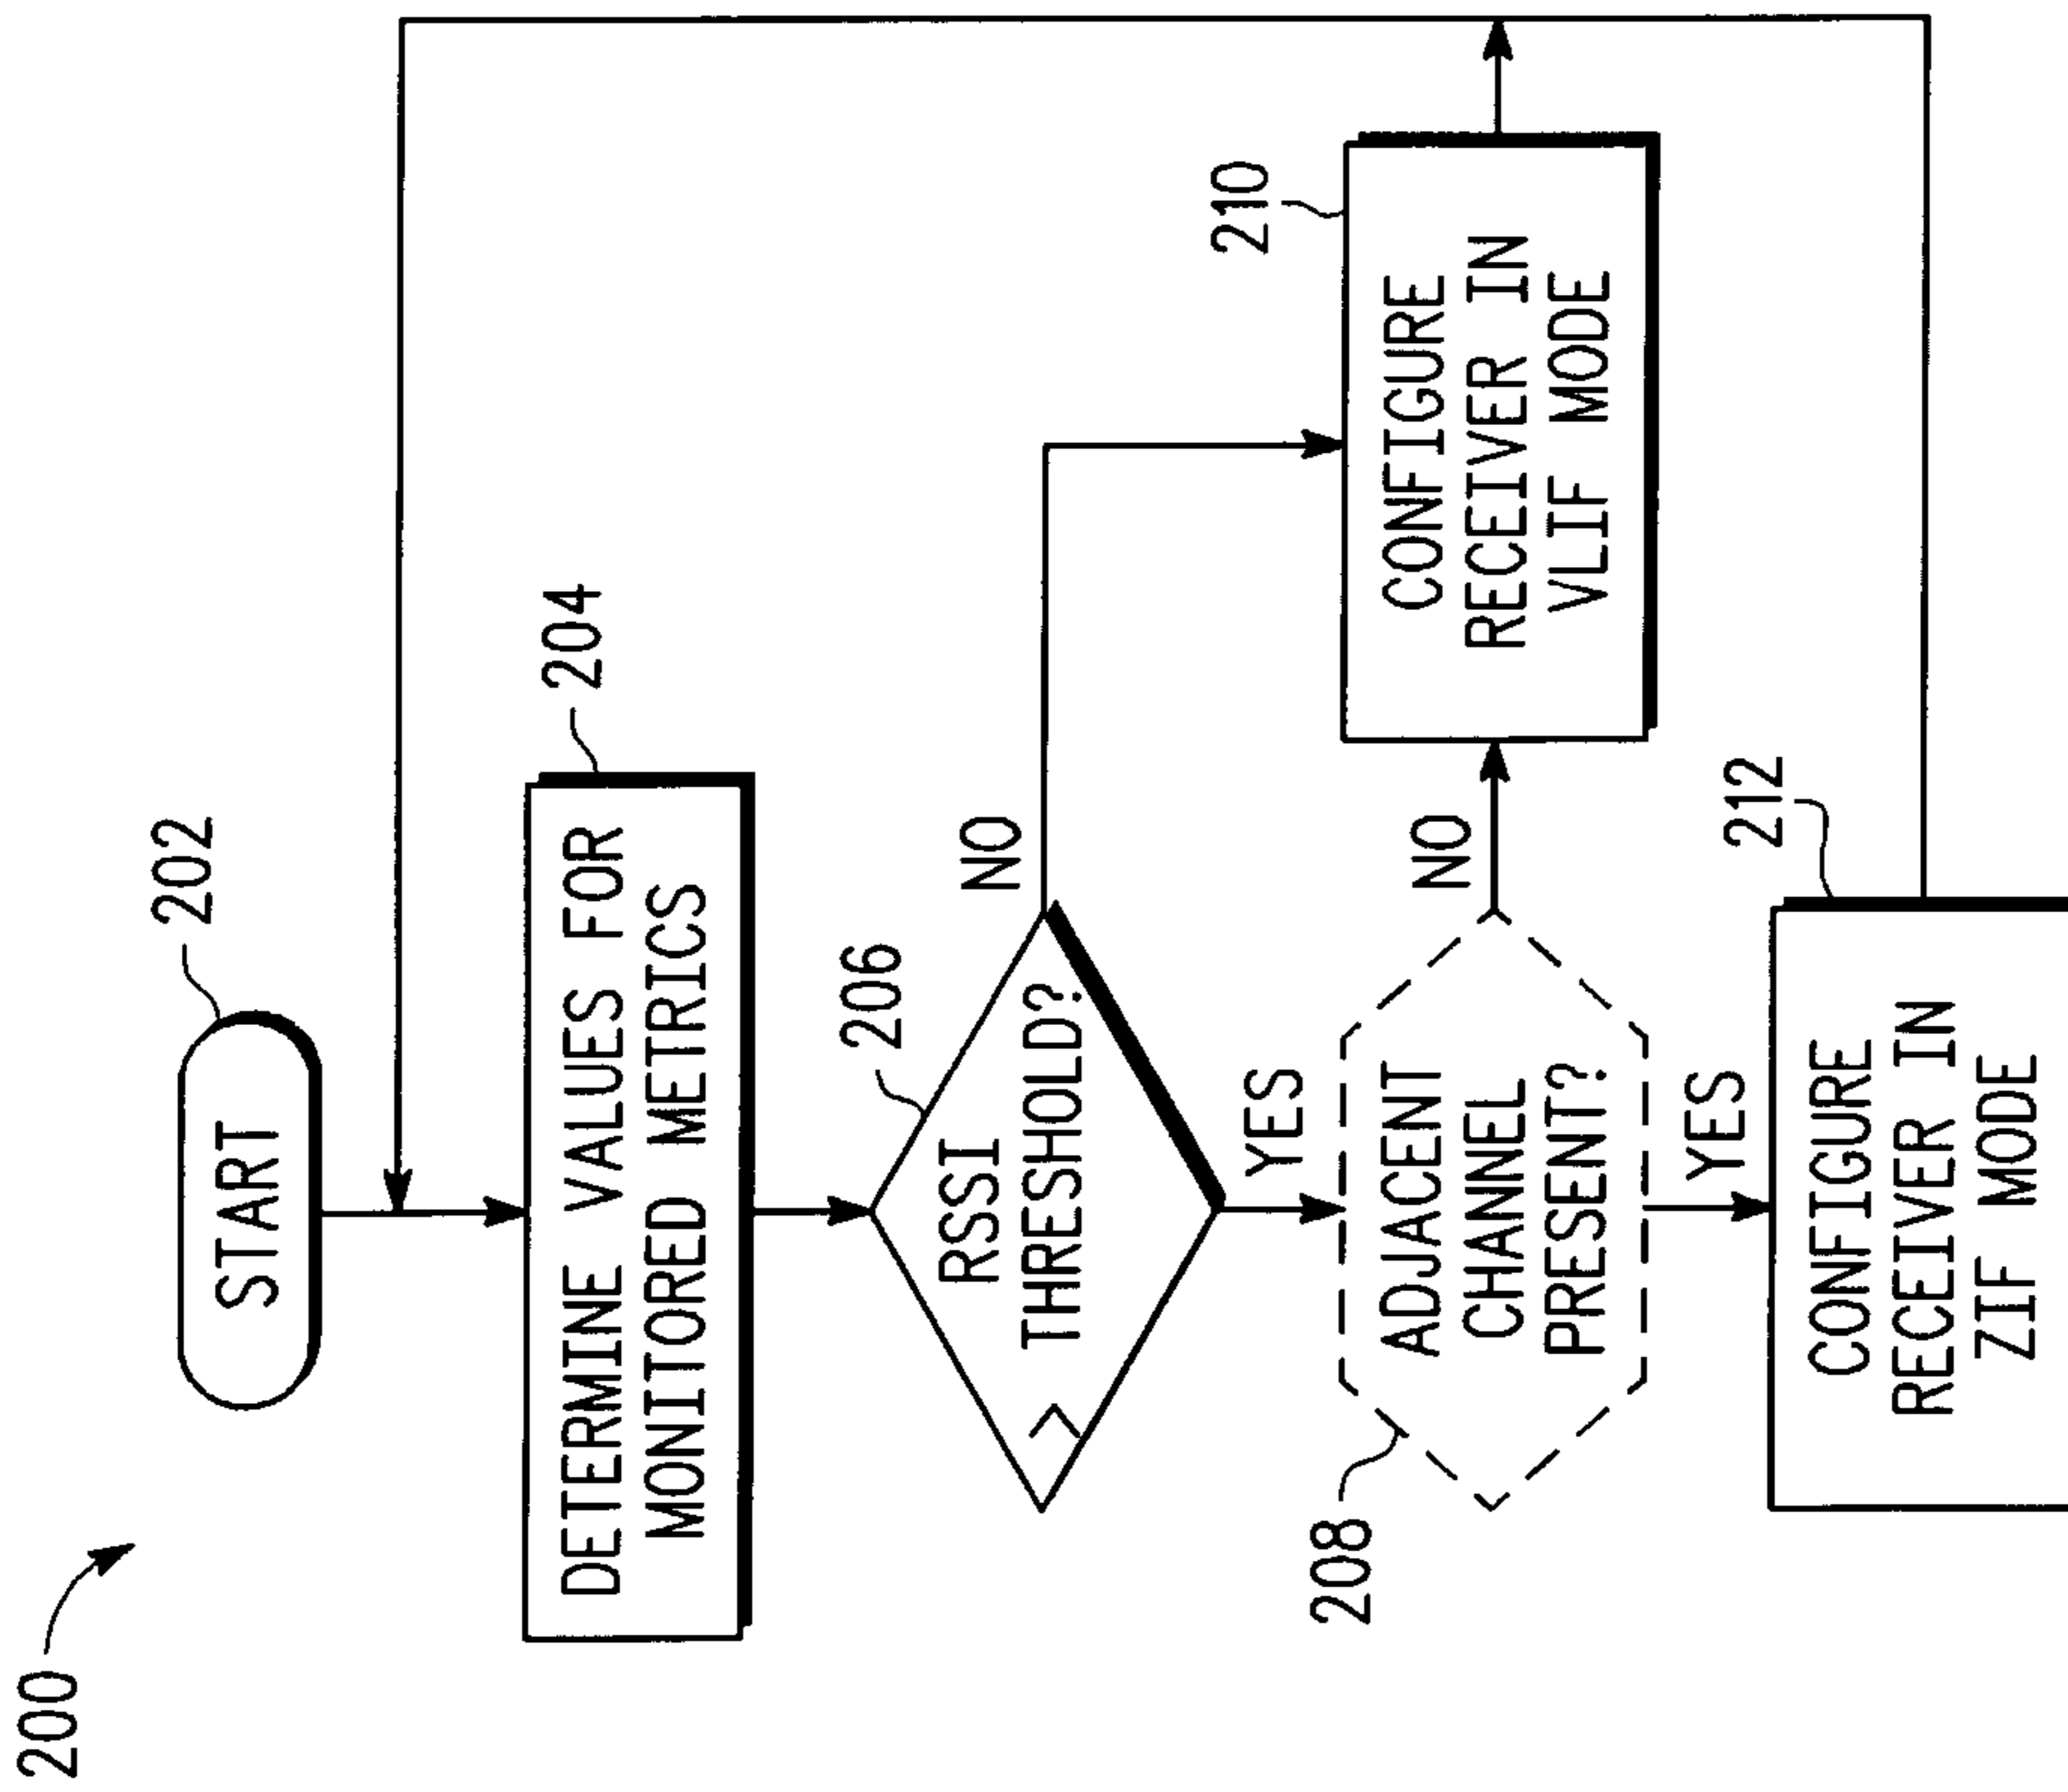 200
202
START
204
DETERMINE VALUES FOR
MONITORED METRICS
206
RSSI
> THRESHOLD?
NO
YES
208
ADJACENT
CHANNEL
PRESENT?
NO
210
CONFIGURE
RECEIVER IN
VLIF MODE
YES
212
CONFIGURE
RECEIVER IN
ZIF MODE